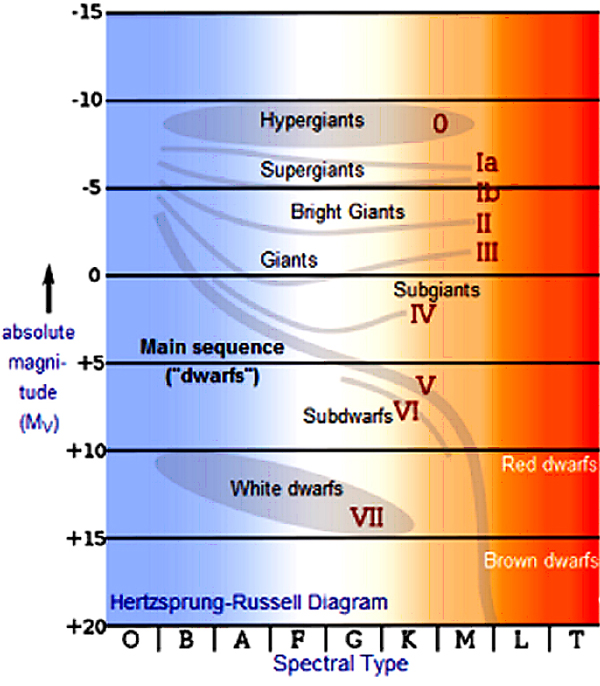 -15
-10
Hypergiants 0
Supergiants Ia
-5 Ib
Bright Giants II
Giants III
0
Subgiants
IV
absolute
magni-
tude
(MV)
Main sequence
("dwarfs")
+5
V
Subdwarfs VI
+10
Red dwarfs
White dwarfs
VII
+15
Brown dwarfs
Hertzsprung-Russell Diagram
+20
O | B | A | F | G | K | M | L | T
Spectral Type